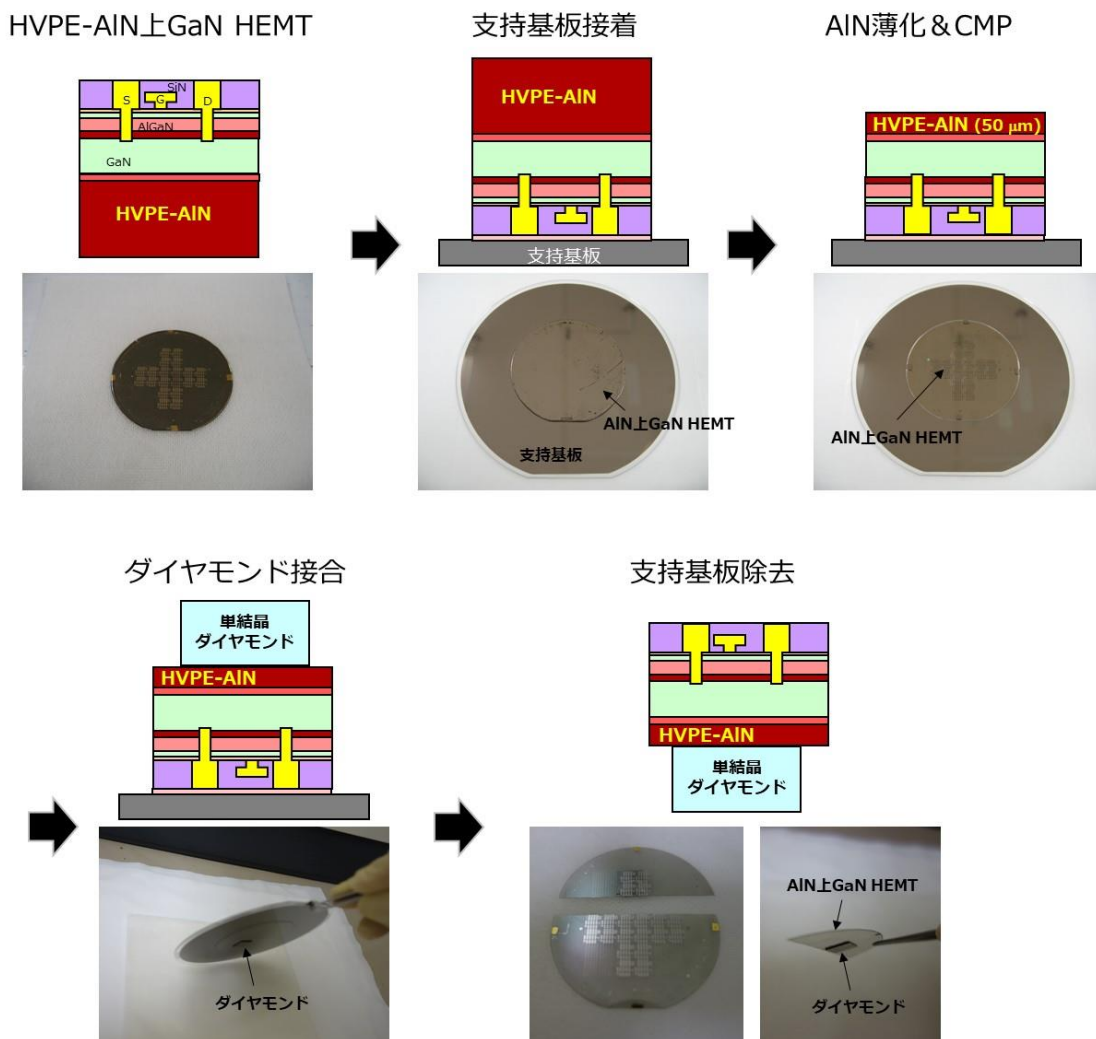 HVPE-AlN上GaN HEMT
支持基板接着
AlN薄化＆CMP
SiN
S
G
D
AlGaN
GaN
HVPE-AlN
HVPE-AlN
支持基板
HVPE-AlN (50 μm)
AlN上GaN HEMT
支持基板
AlN上GaN HEMT
ダイヤモンド接合
支持基板除去
単結晶
ダイヤモンド
HVPE-AlN
HVPE-AlN
単結晶
ダイヤモンド
ダイヤモンド
AlN上GaN HEMT
ダイヤモンド